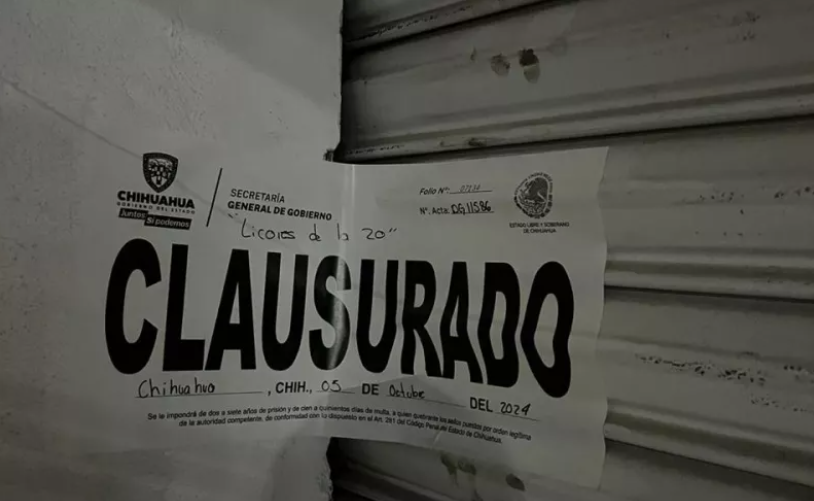 CHIHUAHUA
GOBIERNO DEL ESTADO
Juntos Sí podemos
SECRETARÍA
GENERAL DE GOBIERNO
Folio Nº:
Nº. Acta: DG 11586
ESTADO LIBRE Y SOBERANO
DE CHIHUAHUA
"Licores de la 20"
CLAUSURADO
Chihuahua, CHIH., 05 DE Octubre DEL 2024
Se le impondrá de dos a siete años de prisión y de cien a quinientos días de multa, a quien quebrante los sellos puestos por orden legítima
de la autoridad competente, de conformidad con lo dispuesto en el Art. 281 del Código Penal del Estado de Chihuahua.